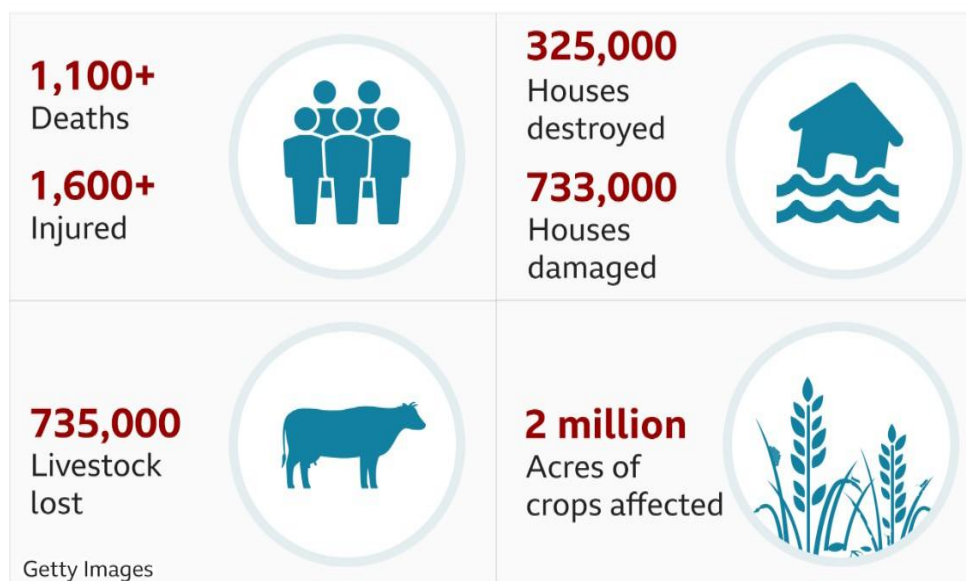 1,100+
Deaths
1,600+
Injured
325,000
Houses
destroyed
733,000
Houses
damaged
735,000
Livestock
lost
2 million
Acres of
crops affected
Getty Images